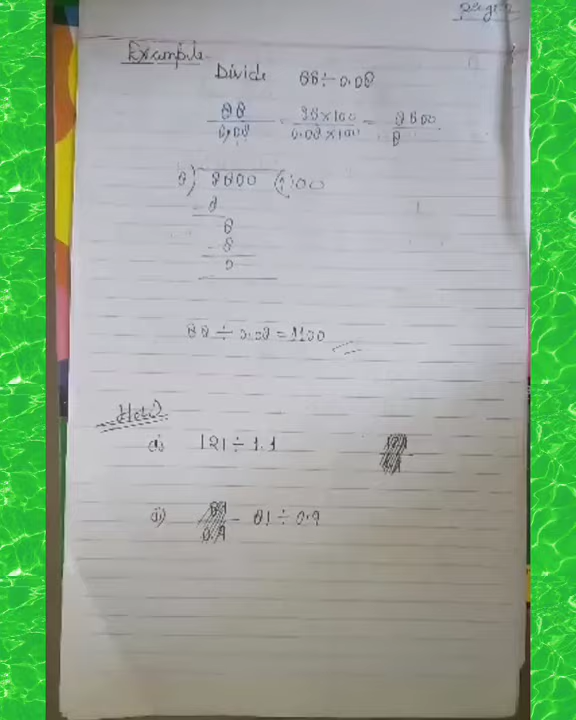 Page 2
Example
Divide 88 ÷ 0.08
88/0.08 = 88×100/0.08×100 = 8800/8
8) 8800 (1100
- 8
8
- 8
0
88 ÷ 0.08 = 1100
H.W
(i) 121 ÷ 1.1
(ii) 81 ÷ 0.9